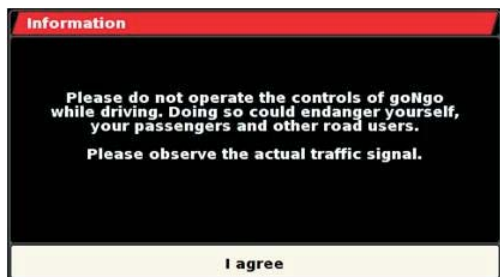 Information
Please do not operate the controls of goNgo
while driving. Doing so could endanger yourself,
your passengers and other road users.
Please observe the actual traffic signal.
I agree